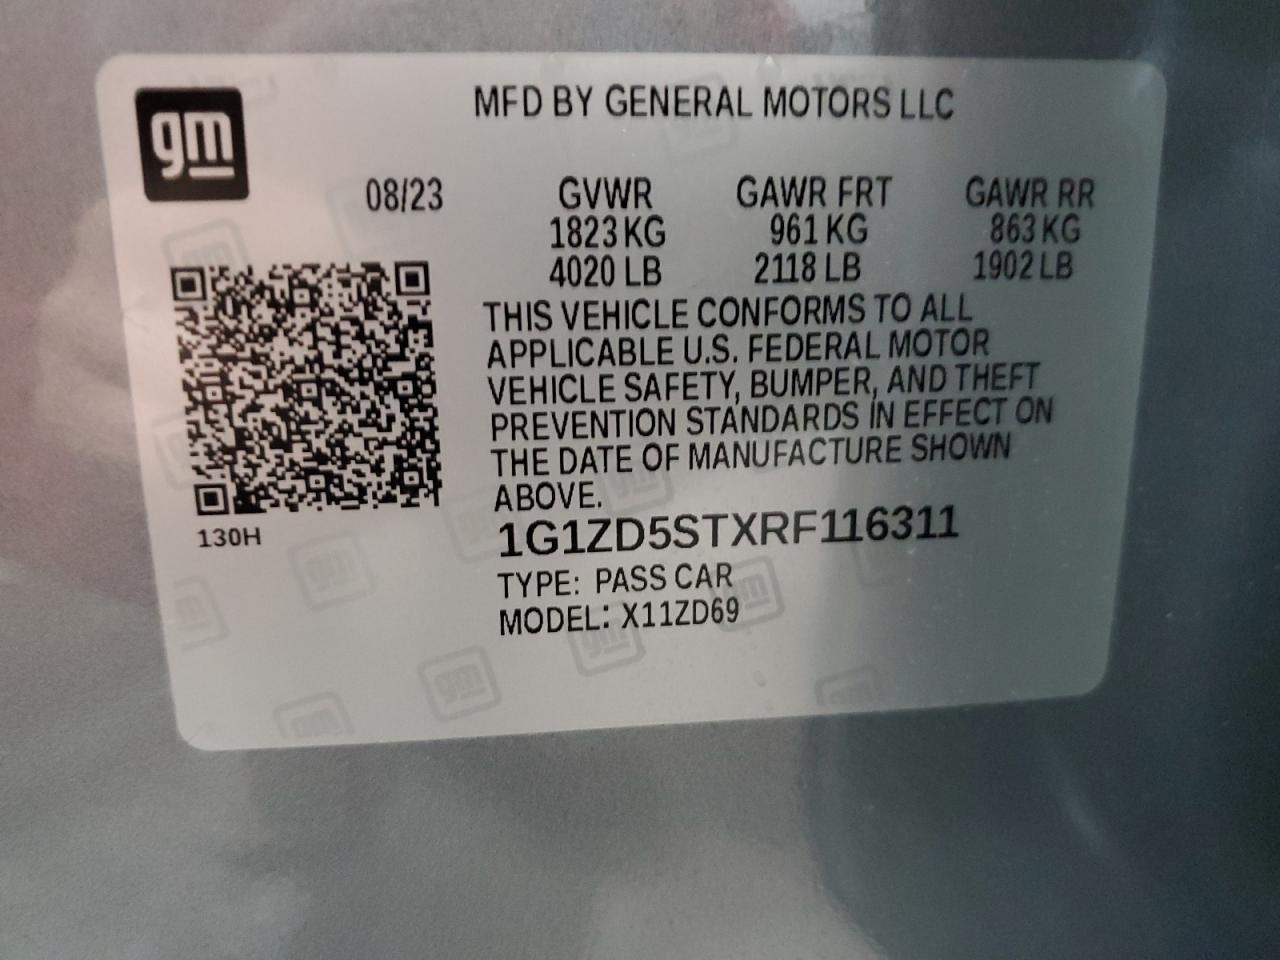 gm
MFD BY GENERAL MOTORS LLC
08/23 GVWR GAWR FRT GAWR RR
1823 KG 961 KG 863 KG
4020 LB 2118 LB 1902 LB
THIS VEHICLE CONFORMS TO ALL
APPLICABLE U.S. FEDERAL MOTOR
VEHICLE SAFETY, BUMPER, AND THEFT
PREVENTION STANDARDS IN EFFECT ON
THE DATE OF MANUFACTURE SHOWN
ABOVE.
130H
1G1ZD5STXRF116311
TYPE: PASS CAR
MODEL: X11ZD69